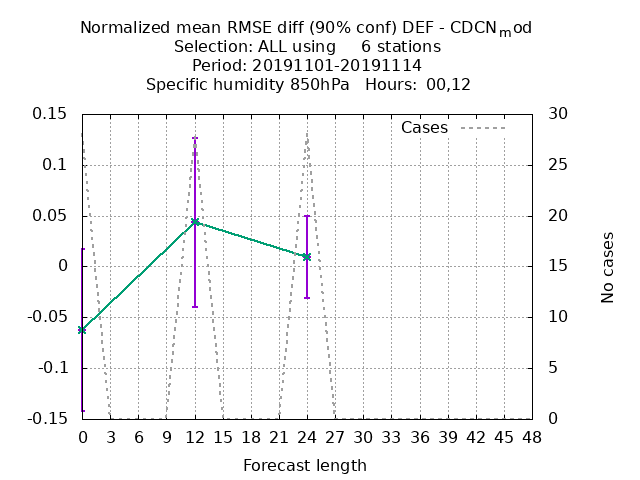 Normalized mean RMSE diff (90% conf) DEF - CDCNmod
Selection: ALL using 6 stations
Period: 20191101-20191114
Specific humidity 850hPa Hours: 00,12
0.15 30
Cases
0.1 25
0.05 20
0 15
-0.05 10
-0.1 5
-0.15 0
No cases
0 3 6 9 12 15 18 21 24 27 30 33 36 39 42 45 48
Forecast length